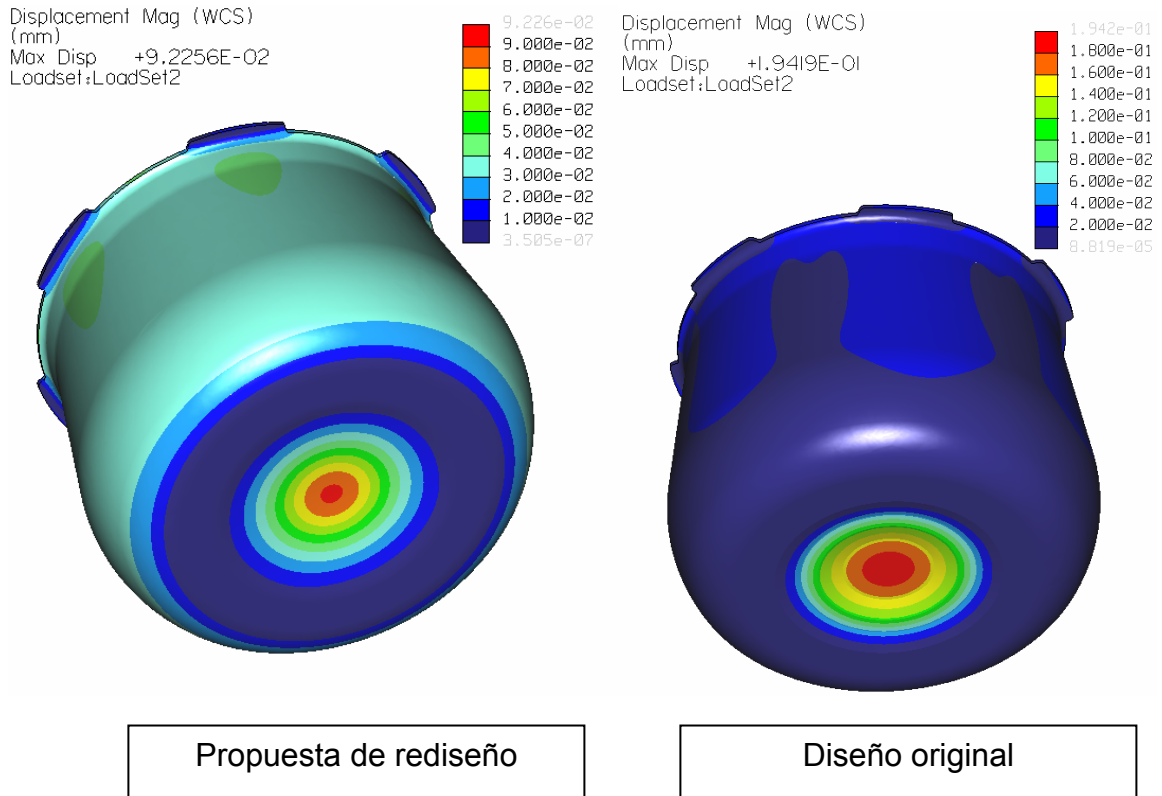 Displacement Mag (WCS)
(mm)
Max Disp +9.2256E-02
Loadset:LoadSet2
9.226e-02
9.000e-02
8.000e-02
7.000e-02
6.000e-02
5.000e-02
4.000e-02
3.000e-02
2.000e-02
1.000e-02
3.505e-07
Displacement Mag (WCS)
(mm)
Max Disp +1.9419E-01
Loadset:LoadSet2
1.942e-01
1.800e-01
1.600e-01
1.400e-01
1.200e-01
1.000e-01
8.000e-02
6.000e-02
4.000e-02
2.000e-02
8.819e-05
Propuesta de rediseño
Diseño original